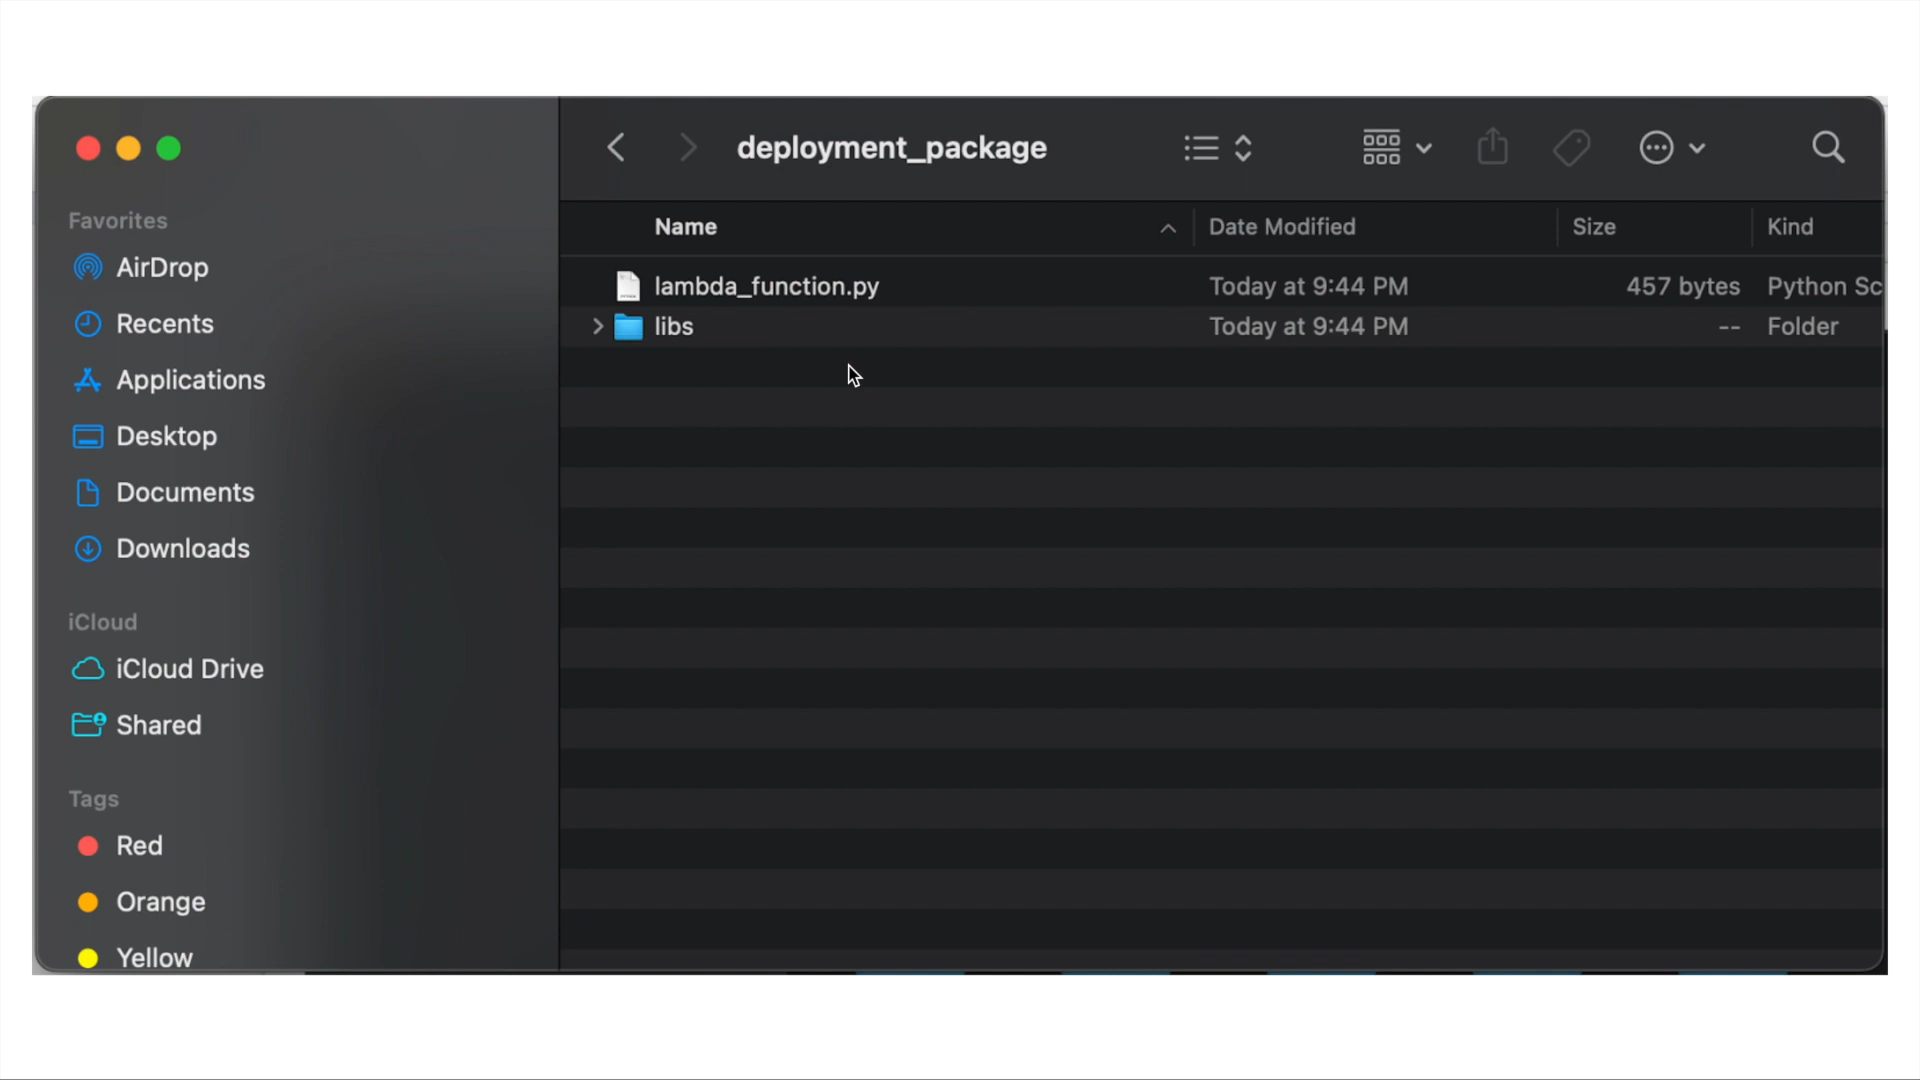 deployment_package
Favorites
AirDrop
Recents
Applications
Desktop
Documents
Downloads
iCloud
iCloud Drive
Shared
Tags
Red
Orange
Yellow
Name Date Modified Size Kind
lambda_function.py Today at 9:44 PM 457 bytes Python Sc
libs Today at 9:44 PM -- Folder